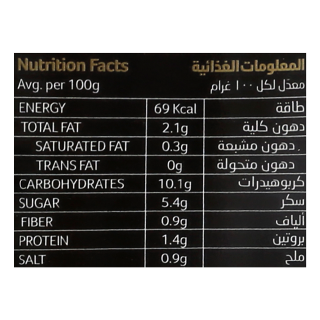 Nutrition Facts المعلومات الغذائية
Avg. per 100g معدّل لكل ١٠٠ غرام
ENERGY 69 Kcal طاقة
TOTAL FAT 2.1g دهون كلية
SATURATED FAT 0.3g دهون مشبعة
TRANS FAT 0g دهون متحولة
CARBOHYDRATES 10.1g كربوهيدرات
SUGAR 5.4g سكر
FIBER 0.9g ألياف
PROTEIN 1.4g بروتين
SALT 0.9g ملح